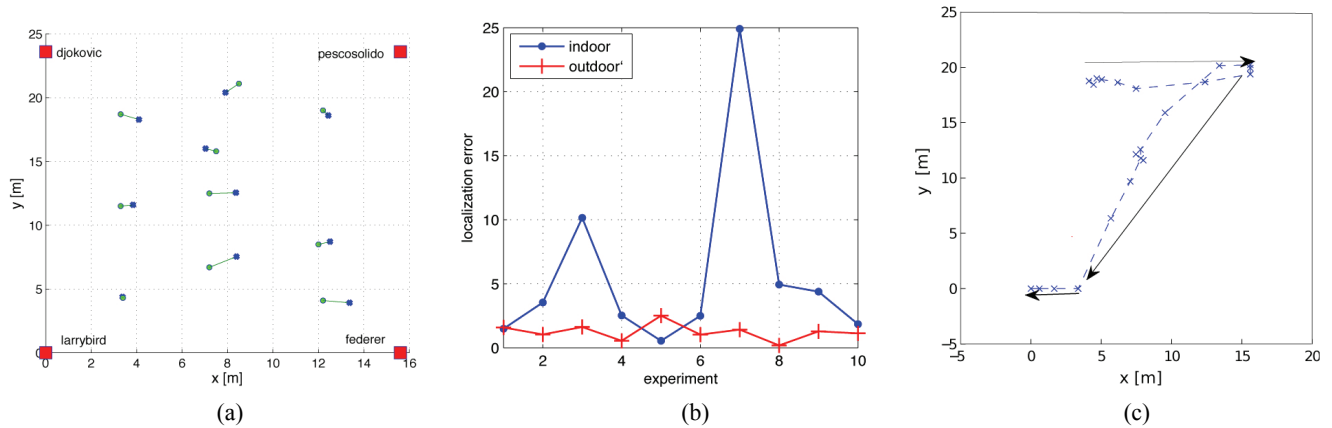 25
20
15
10
5
0
y [m]
djokovic
pescosolido
larrybird
federer
0
2
4
6
8
10
12
14
16
x [m]
(a)
25
20
15
10
5
0
localization error
indoor
outdoor‘
2
4
6
8
10
experiment
(b)
25
20
15
10
5
0
−5
y [m]
−5
0
5
10
15
20
x [m]
(c)